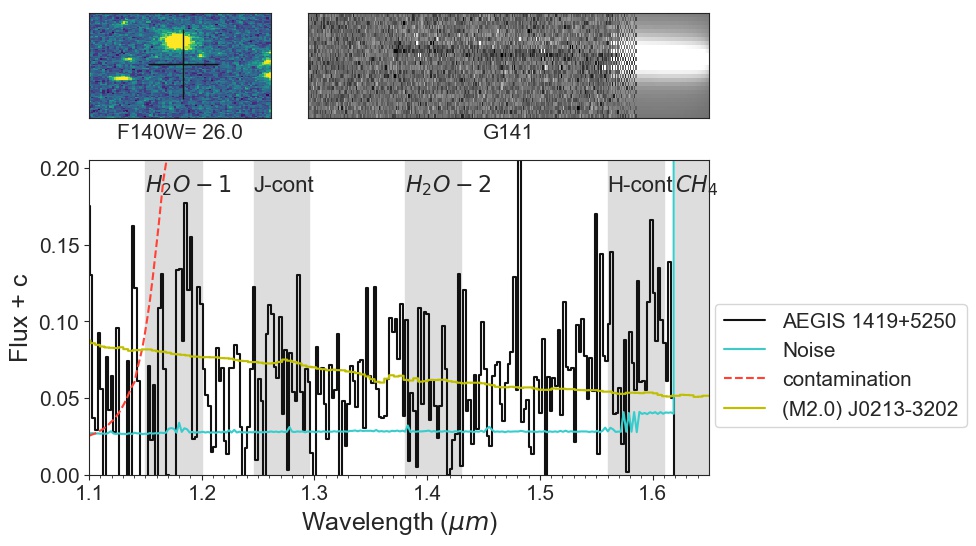 F140W= 26.0
G141
H₂O − 1
J-cont
H₂O − 2
H-cont
CH₄
0.20
0.15
0.10
0.05
0.00
Flux + c
1.1
1.2
1.3
1.4
1.5
1.6
Wavelength (μm)
AEGIS 1419+5250
Noise
contamination
(M2.0) J0213-3202